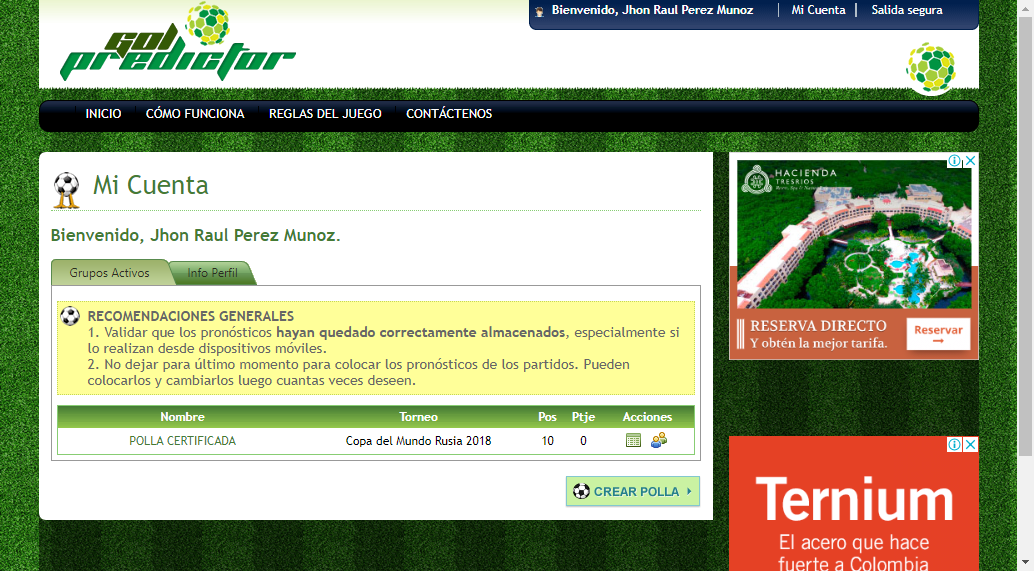 Bienvenido, Jhon Raul Perez Munoz | Mi Cuenta | Salida segura
Gol
predictor
INICIO CÓMO FUNCIONA REGLAS DEL JUEGO CONTÁCTENOS
Mi Cuenta
Bienvenido, Jhon Raul Perez Munoz.
Grupos Activos Info Perfil
RECOMENDACIONES GENERALES
1. Validar que los pronósticos hayan quedado correctamente almacenados, especialmente si
lo realizan desde dispositivos móviles.
2. No dejar para último momento para colocar los pronósticos de los partidos. Pueden
colocarlos y cambiarlos luego cuantas veces deseen.
Nombre Torneo Pos Ptje Acciones
POLLA CERTIFICADA Copa del Mundo Rusia 2018 10 0
CREAR POLLA
HACIENDA
TRESRIOS
RESERVA DIRECTO
Y obtén la mejor tarifa.
Reservar
Ternium
El acero que hace
fuerte a Colombia